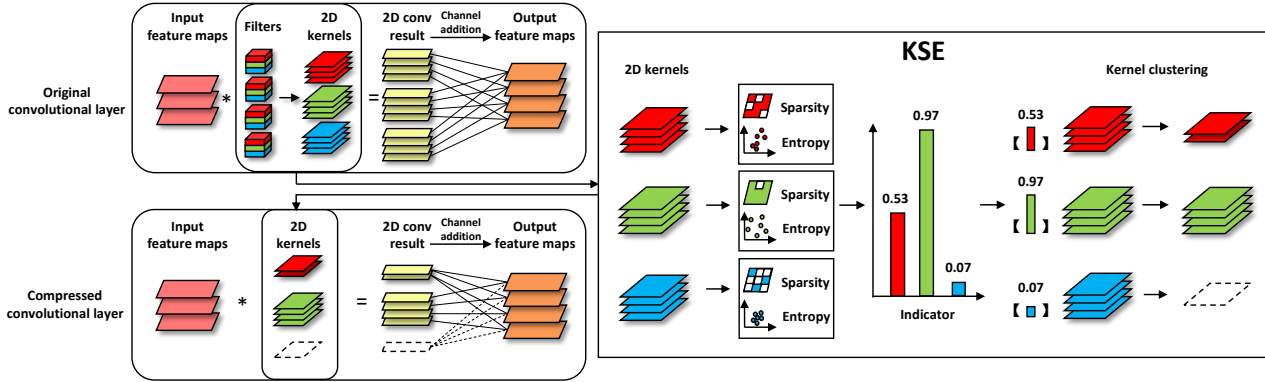 Input
feature maps
Filters
2D
kernels
2D conv
result
Channel
addition
Output
feature maps
Original
convolutional layer
*
=
KSE
2D kernels
Sparsity
Entropy
Sparsity
Entropy
Sparsity
Entropy
0.53
0.97
0.07
Indicator
Kernel clustering
0.53
【 】
0.97
【 】
0.07
【 】
Input
feature maps
2D
kernels
2D conv
result
Channel
addition
Output
feature maps
Compressed
convolutional layer
*
=